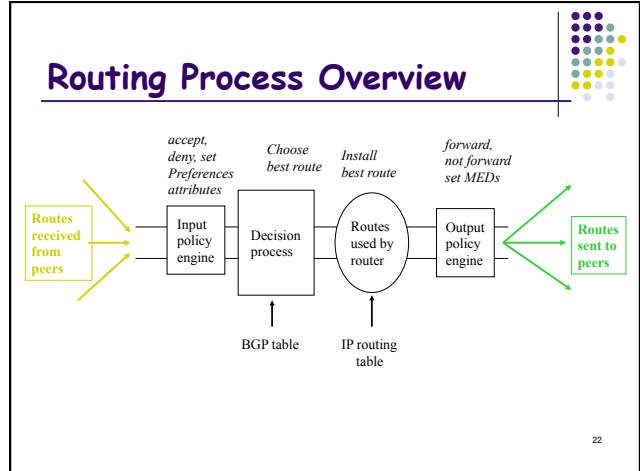 Routing Process Overview
accept,
deny, set
Preferences
attributes
Choose
best route
Install
best route
forward,
not forward
set MEDs
Routes
received
from
peers
Input
policy
engine
Decision
process
Routes
used by
router
Output
policy
engine
Routes
sent to
peers
BGP table
IP routing
table
22